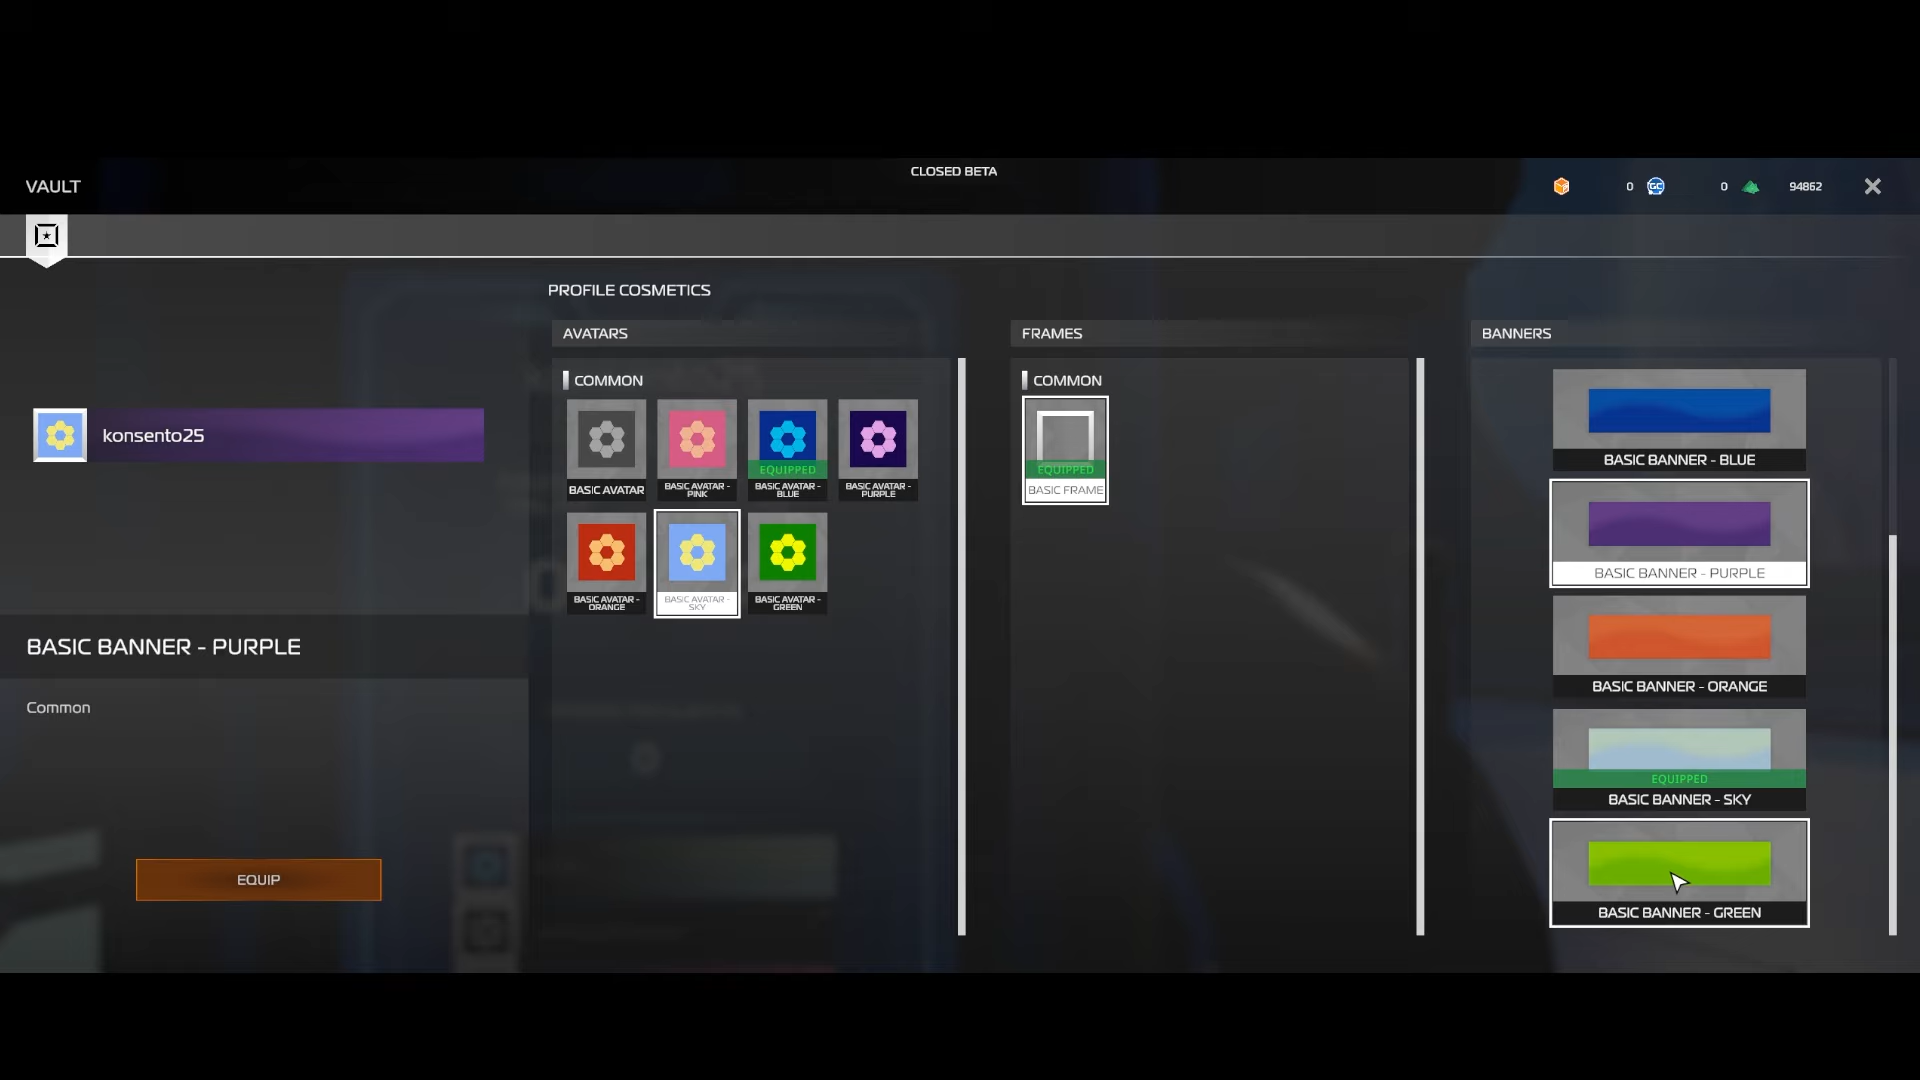 CLOSED BETA
VAULT
0
GC
0
94862
PROFILE COSMETICS
AVATARS
FRAMES
BANNERS
COMMON
BASIC AVATAR
BASIC AVATAR -
PINK
EQUIPPED
BASIC AVATAR -
BLUE
BASIC AVATAR -
PURPLE
BASIC AVATAR -
ORANGE
BASIC AVATAR -
SKY
BASIC AVATAR -
GREEN
COMMON
EQUIPPED
BASIC FRAME
BASIC BANNER - BLUE
BASIC BANNER - PURPLE
BASIC BANNER - ORANGE
EQUIPPED
BASIC BANNER - SKY
BASIC BANNER - GREEN
konsento25
BASIC BANNER - PURPLE
Common
EQUIP